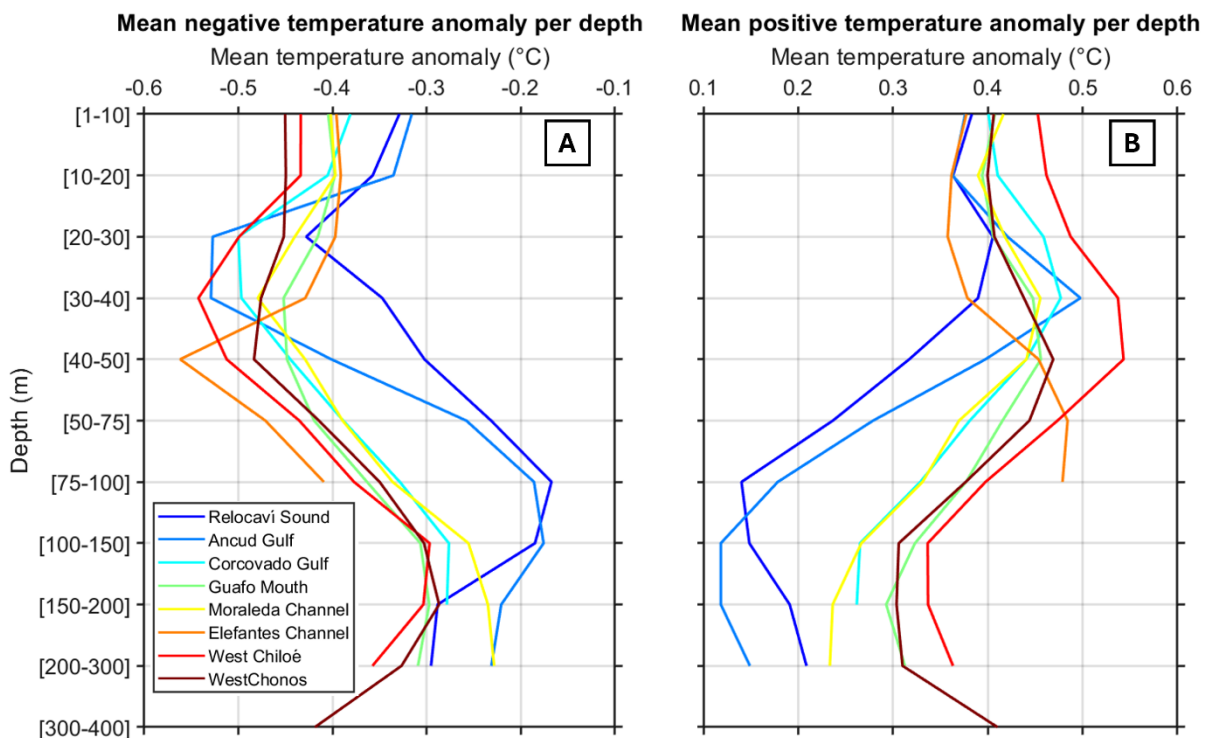 Mean negative temperature anomaly per depth
Mean temperature anomaly (°C)
-0.6 -0.5 -0.4 -0.3 -0.2 -0.1
A
Depth (m)
[1-10]
[10-20]
[20-30]
[30-40]
[40-50]
[50-75]
[75-100]
[100-150]
[150-200]
[200-300]
[300-400]
Relocavi Sound
Ancud Gulf
Corcovado Gulf
Guafo Mouth
Moraleda Channel
Elefantes Channel
West Chiloé
WestChonos
Mean positive temperature anomaly per depth
Mean temperature anomaly (°C)
0.1 0.2 0.3 0.4 0.5 0.6
B